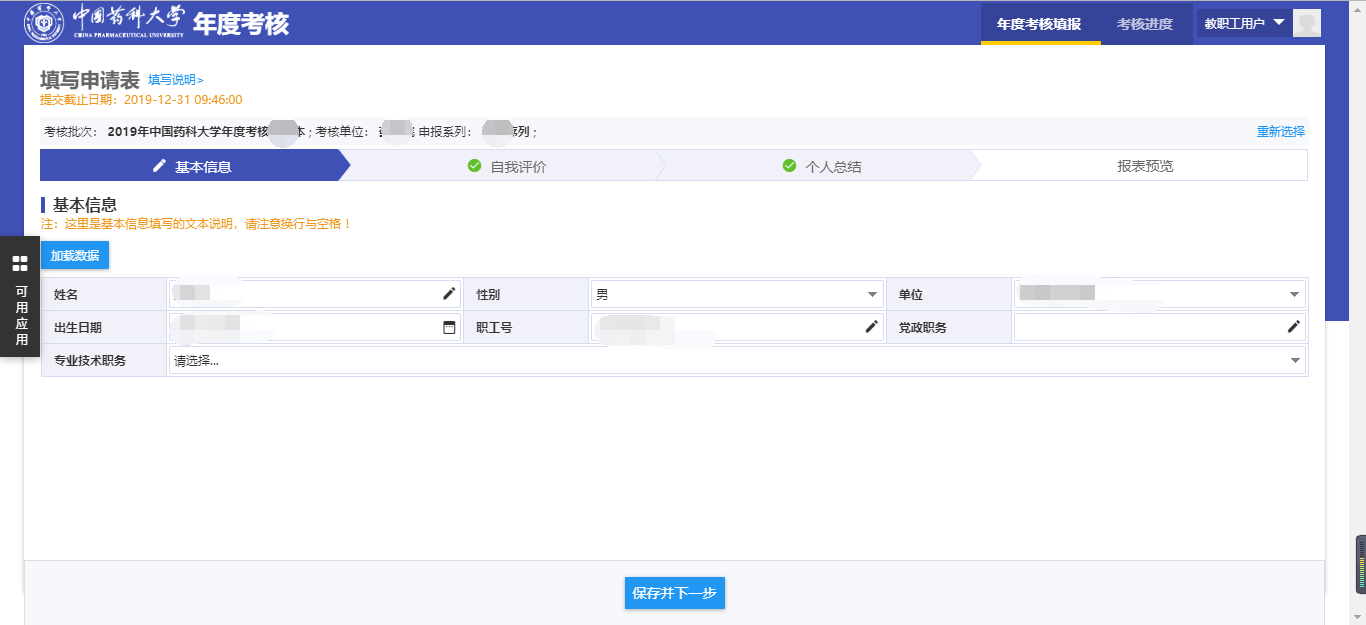 中国药科大学 年度考核
CHINA PHARMACEUTICAL UNIVERSITY
年度考核填报 考核进度 教职工用户
填写申请表 填写说明>
提交截止日期：2019-12-31 09:46:00
考核批次： 2019年中国药科大学年度考核 本 ; 考核单位： 申报系列： 系列 ;
重新选择
基本信息 自我评价 个人总结 报表预览
基本信息
注：这里是基本信息填写的文本说明，请注意换行与空格！
加载数据
可用应用
姓名 性别 男 单位
出生日期 职工号 党政职务
专业技术职务 请选择...
保存并下一步